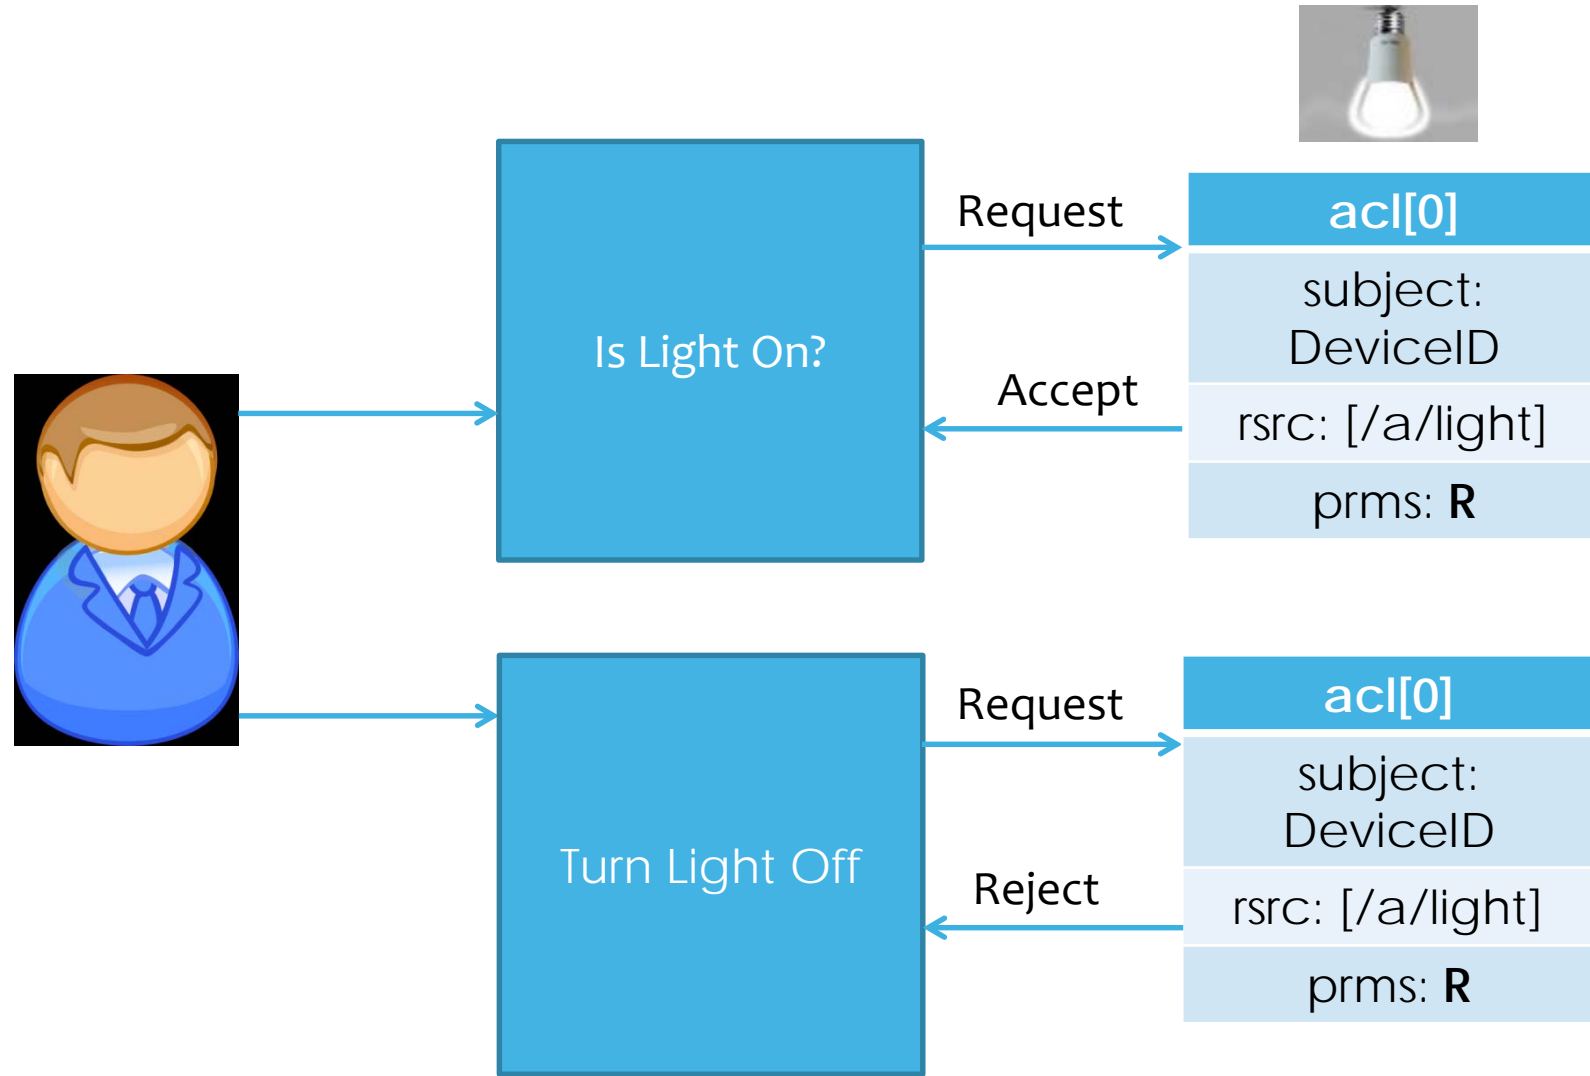 Is Light On?
Request
Accept
acl[0]
subject:
DeviceID
rsrc: [/a/light]
prms: R
Turn Light Off
Request
Reject
acl[0]
subject:
DeviceID
rsrc: [/a/light]
prms: R